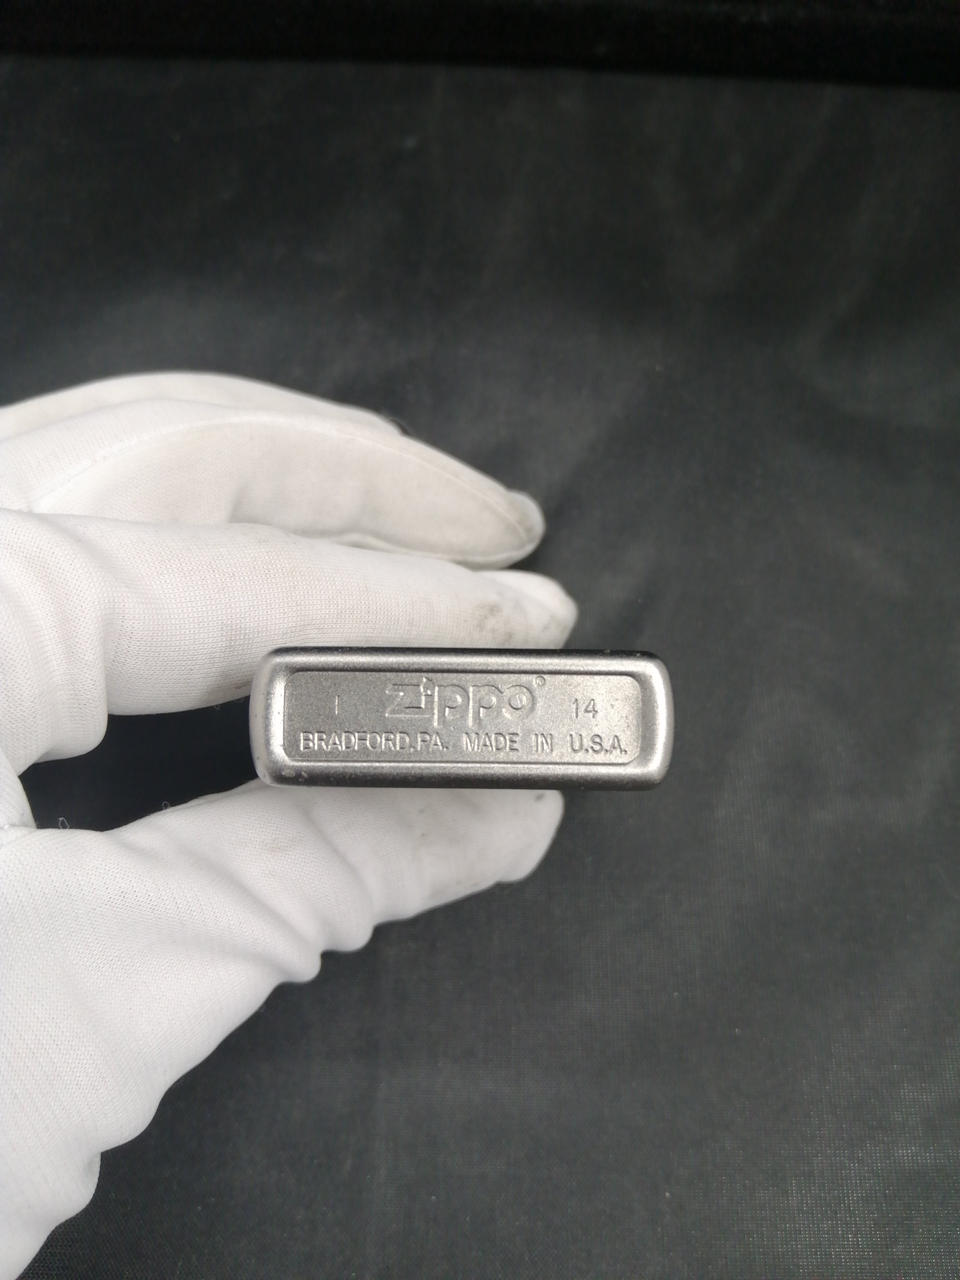 I zippo® 14
BRADFORD, PA. MADE IN U.S.A.